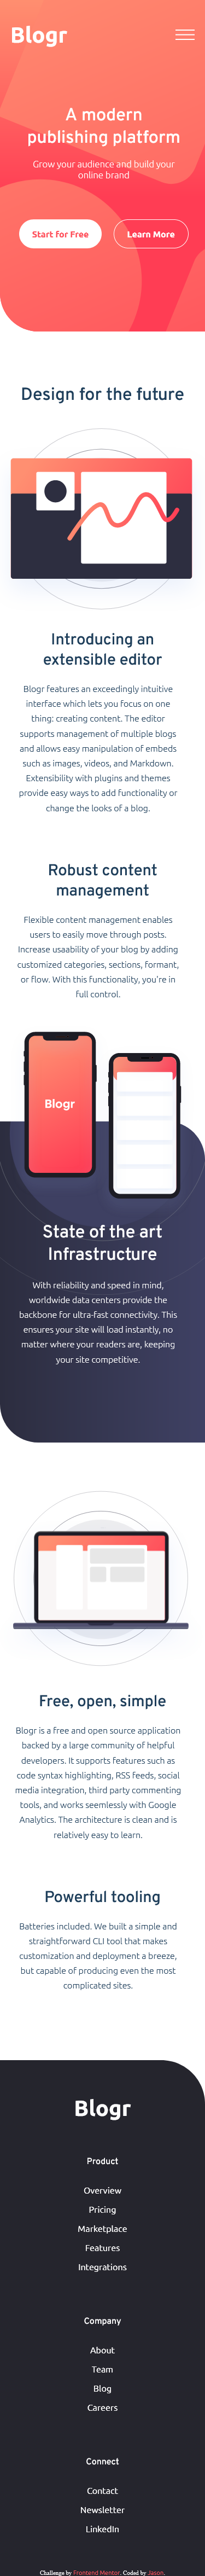 Blogr
A modern
publishing platform
Grow your audience and build your
online brand
Start for Free
Learn More
Design for the future
Introducing an
extensible editor
Blogr features an exceedingly intuitive
interface which lets you focus on one
thing: creating content. The editor
supports management of multiple blogs
and allows easy manipulation of embeds
such as images, videos, and Markdown.
Extensibility with plugins and themes
provide easy ways to add functionality or
change the looks of a blog.
Robust content
management
Flexible content management enables
users to easily move through posts.
Increase usaability of your blog by adding
customized categories, sections, formant,
or flow. With this functionality, you're in
full control.
Blogr
State of the art
Infrastructure
With reliability and speed in mind,
worldwide data centers provide the
backbone for ultra-fast connectivity. This
ensures your site will load instantly, no
matter where your readers are, keeping
your site competitive.
Free, open, simple
Blogr is a free and open source application
backed by a large community of helpful
developers. It supports features such as
code syntax highlighting, RSS feeds, social
media integration, third party commenting
tools, and works seemlessly with Google
Analytics. The architecture is clean and is
relatively easy to learn.
Powerful tooling
Batteries included. We built a simple and
straightforward CLI tool that makes
customization and deployment a breeze,
but capable of producing even the most
complicated sites.
Blogr
Product
Overview
Pricing
Marketplace
Features
Integrations
Company
About
Team
Blog
Careers
Connect
Contact
Newsletter
LinkedIn
Challenge by Frontend Mentor. Coded by Jason.